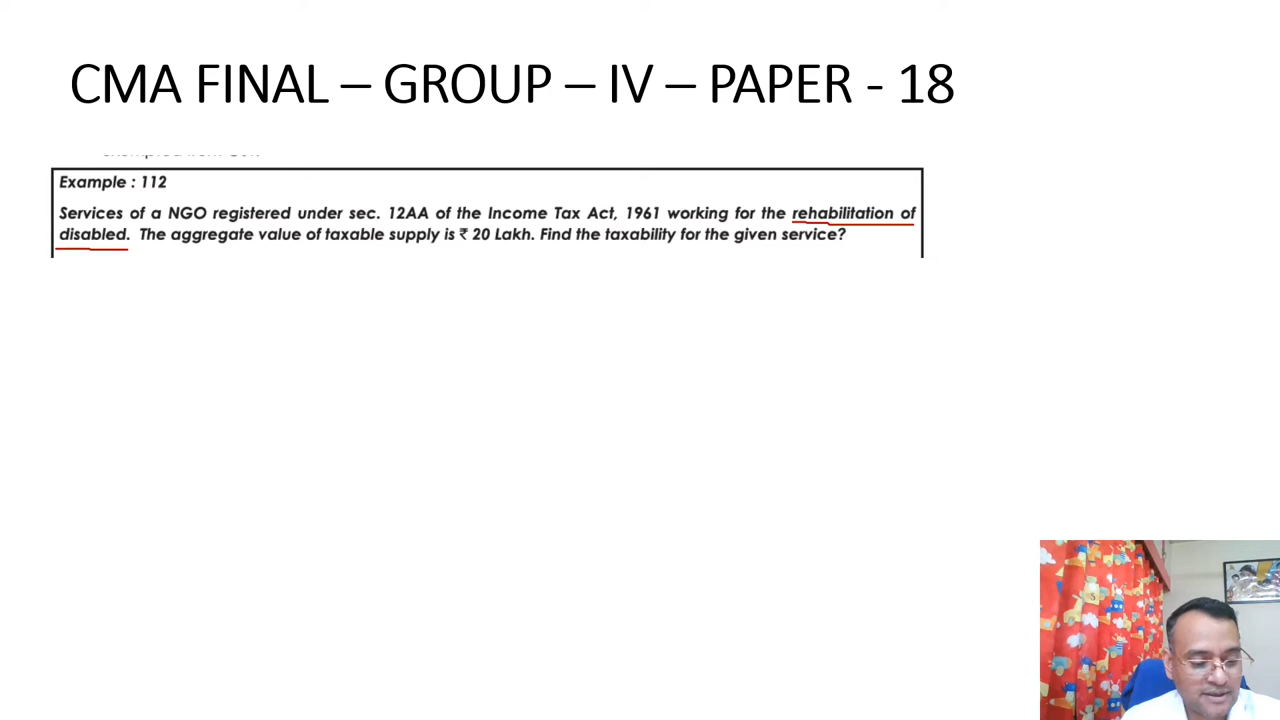 CMA FINAL – GROUP – IV – PAPER - 18
Example : 112
Services of a NGO registered under sec. 12AA of the Income Tax Act, 1961 working for the rehabilitation of
disabled. The aggregate value of taxable supply is ₹ 20 Lakh. Find the taxability for the given service?